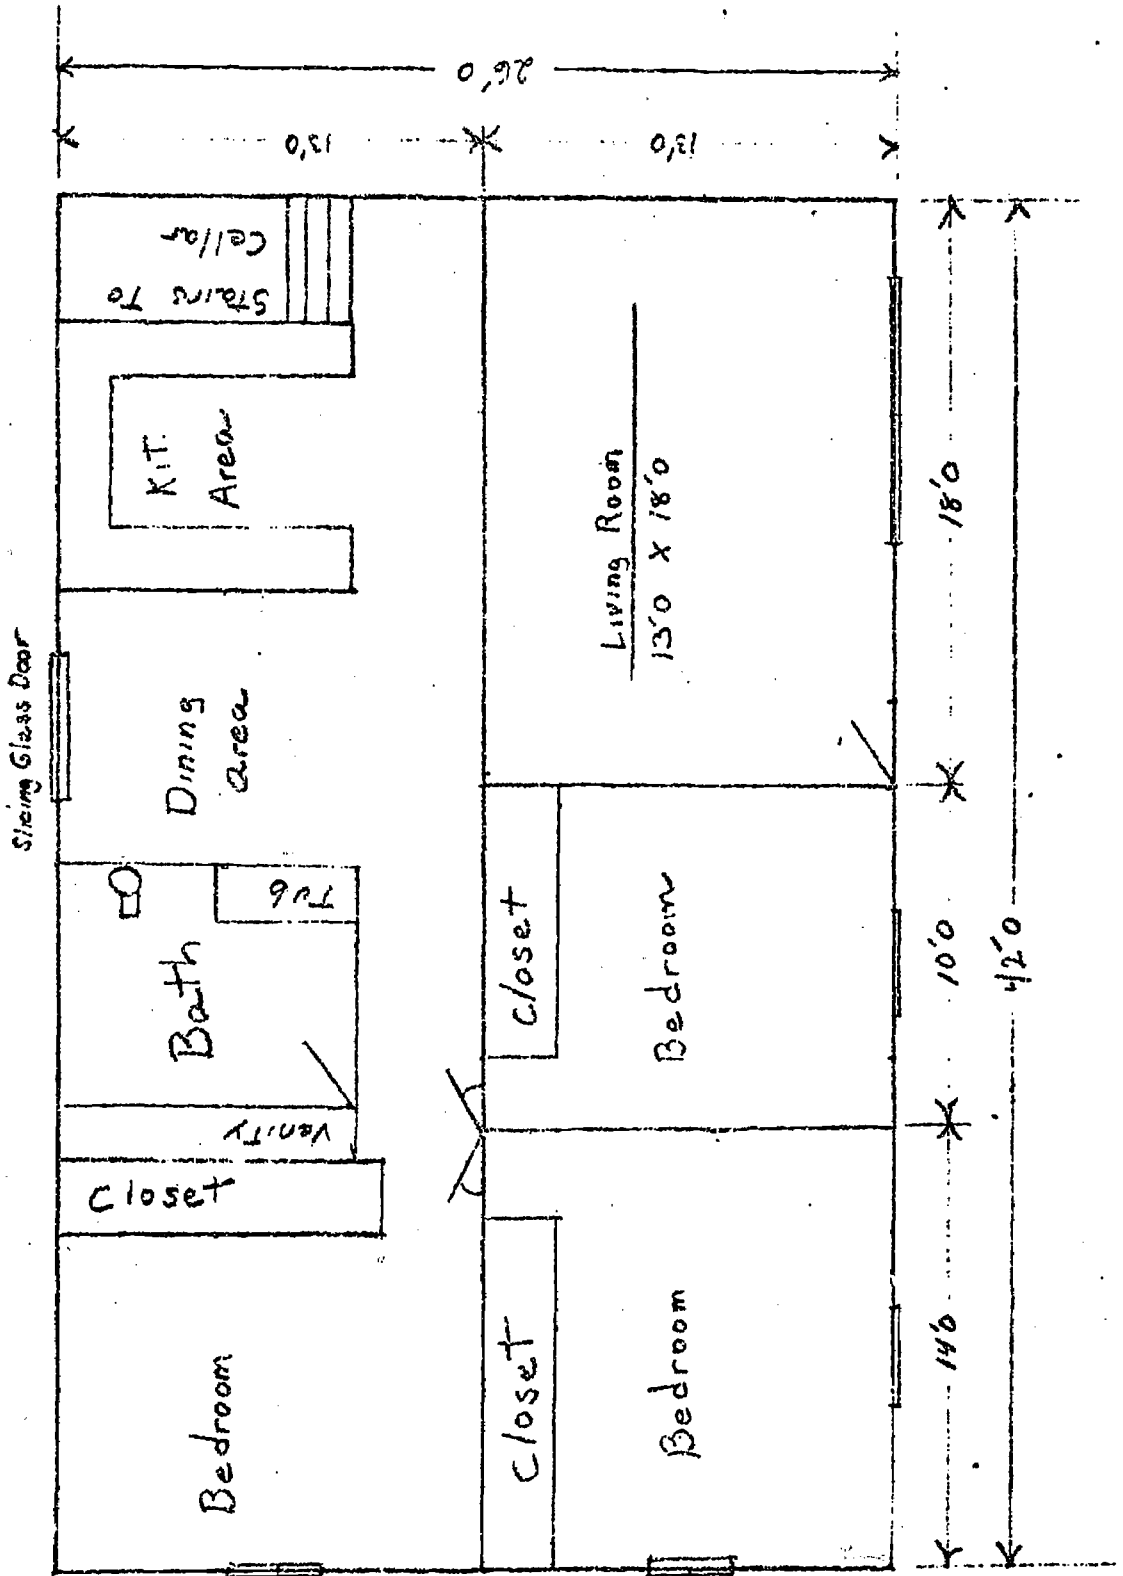 Sliding Glass Door
Bedroom
Closet
Vanity
Bath
Tub
Dining
area
KiT.
Area
Stairs To
Cellar
13'0
26'0
Closet
Closet
13'0
Bedroom
Bedroom
Living Room
13'0 X 18'0
14'0
10'0
18'0
42'0